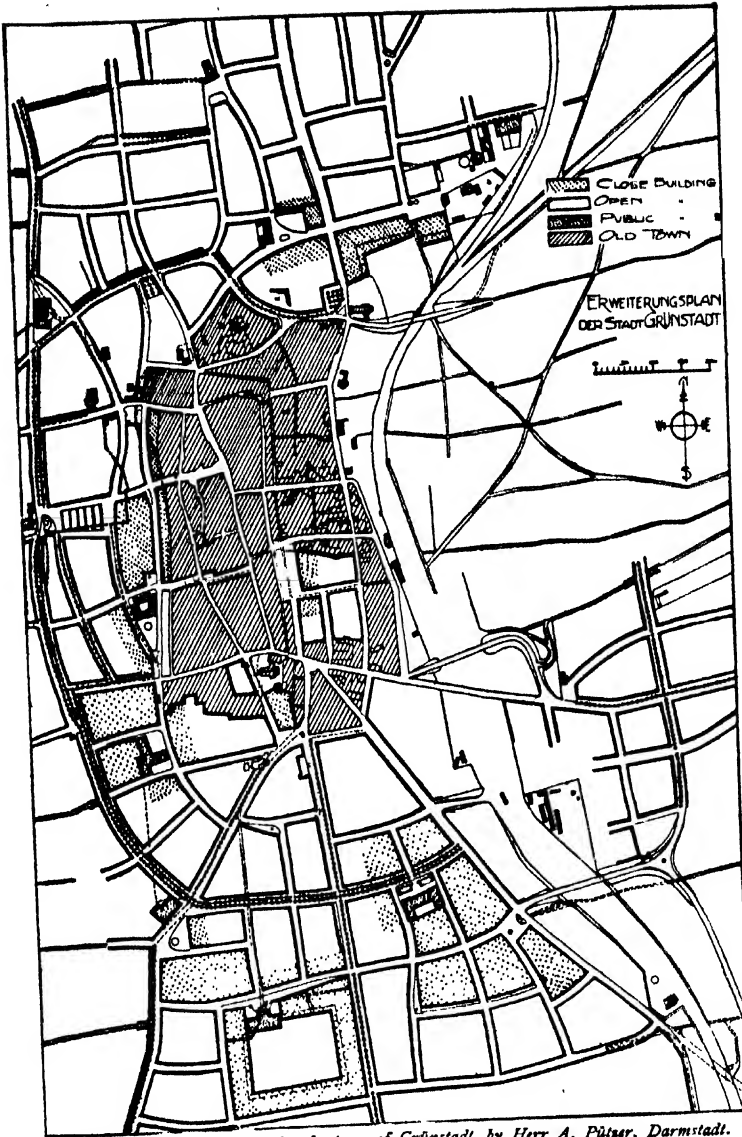 CLOSE BUILDING
OPEN "
PUBLIC "
OLD TOWN
ERWEITERUNGSPLAN
DER STADT GRÜNSTADT
W E
S
of Grünstadt, by Herr A. Pützer, Darmstadt.